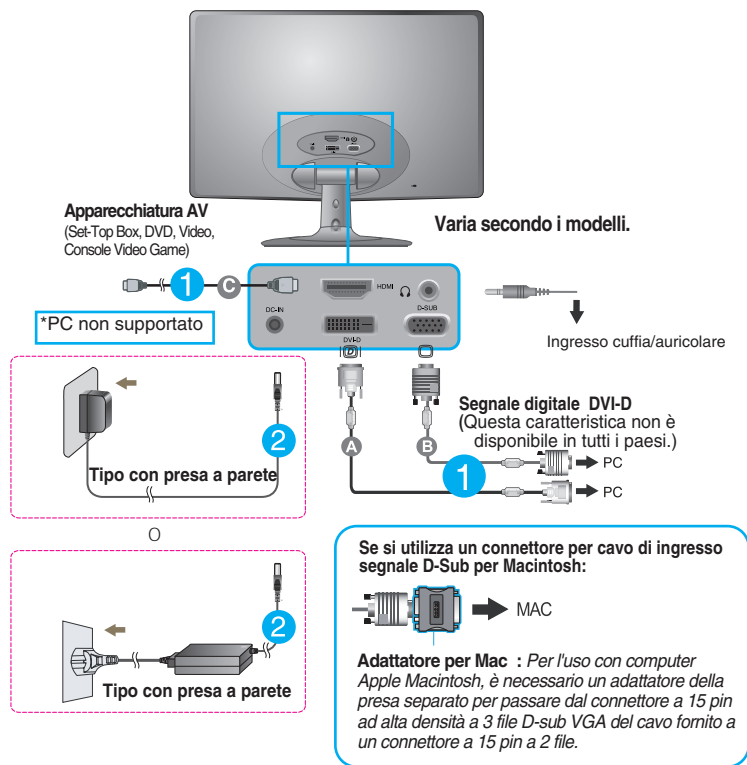 Apparecchiatura AV
(Set-Top Box, DVD, Video,
Console Video Game)
Varia secondo i modelli.
1
C
HDMI
DC-IN
D-SUB
DVI-D
*PC non supportato
Ingresso cuffia/auricolare
2
Tipo con presa a parete
O
2
Tipo con presa a parete
Segnale digitale DVI-D
(Questa caratteristica non è
disponibile in tutti i paesi.)
A
B
1
PC
PC
Se si utilizza un connettore per cavo di ingresso
segnale D-Sub per Macintosh:
MAC
Adattatore per Mac : Per l'uso con computer
Apple Macintosh, è necessario un adattatore della
presa separato per passare dal connettore a 15 pin
ad alta densità a 3 file D-sub VGA del cavo fornito a
un connettore a 15 pin a 2 file.